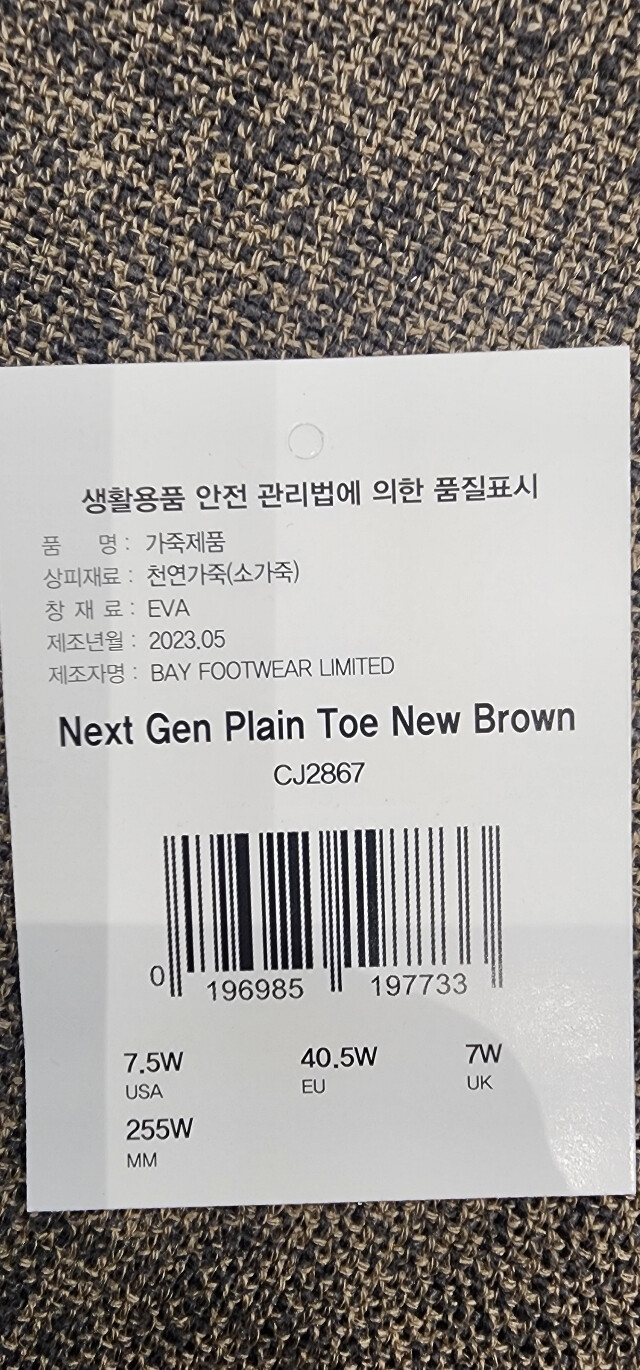 생활용품 안전 관리법에 의한 품질표시
품 명 : 가죽제품
상피재료 : 천연가죽(소가죽)
창 재 료 : EVA
제조년월 : 2023.05
제조자명 : BAY FOOTWEAR LIMITED
Next Gen Plain Toe New Brown
CJ2867
0 196985 197733
7.5W 40.5W 7W
USA EU UK
255W
MM